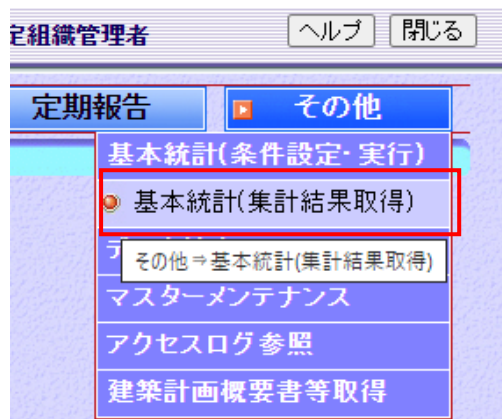 定組織管理者
ヘルプ 閉じる
定期報告 その他
基本統計(条件設定･実行)
基本統計(集計結果取得)
その他⇒基本統計(集計結果取得)
マスターメンテナンス
アクセスログ参照
建築計画概要書等取得